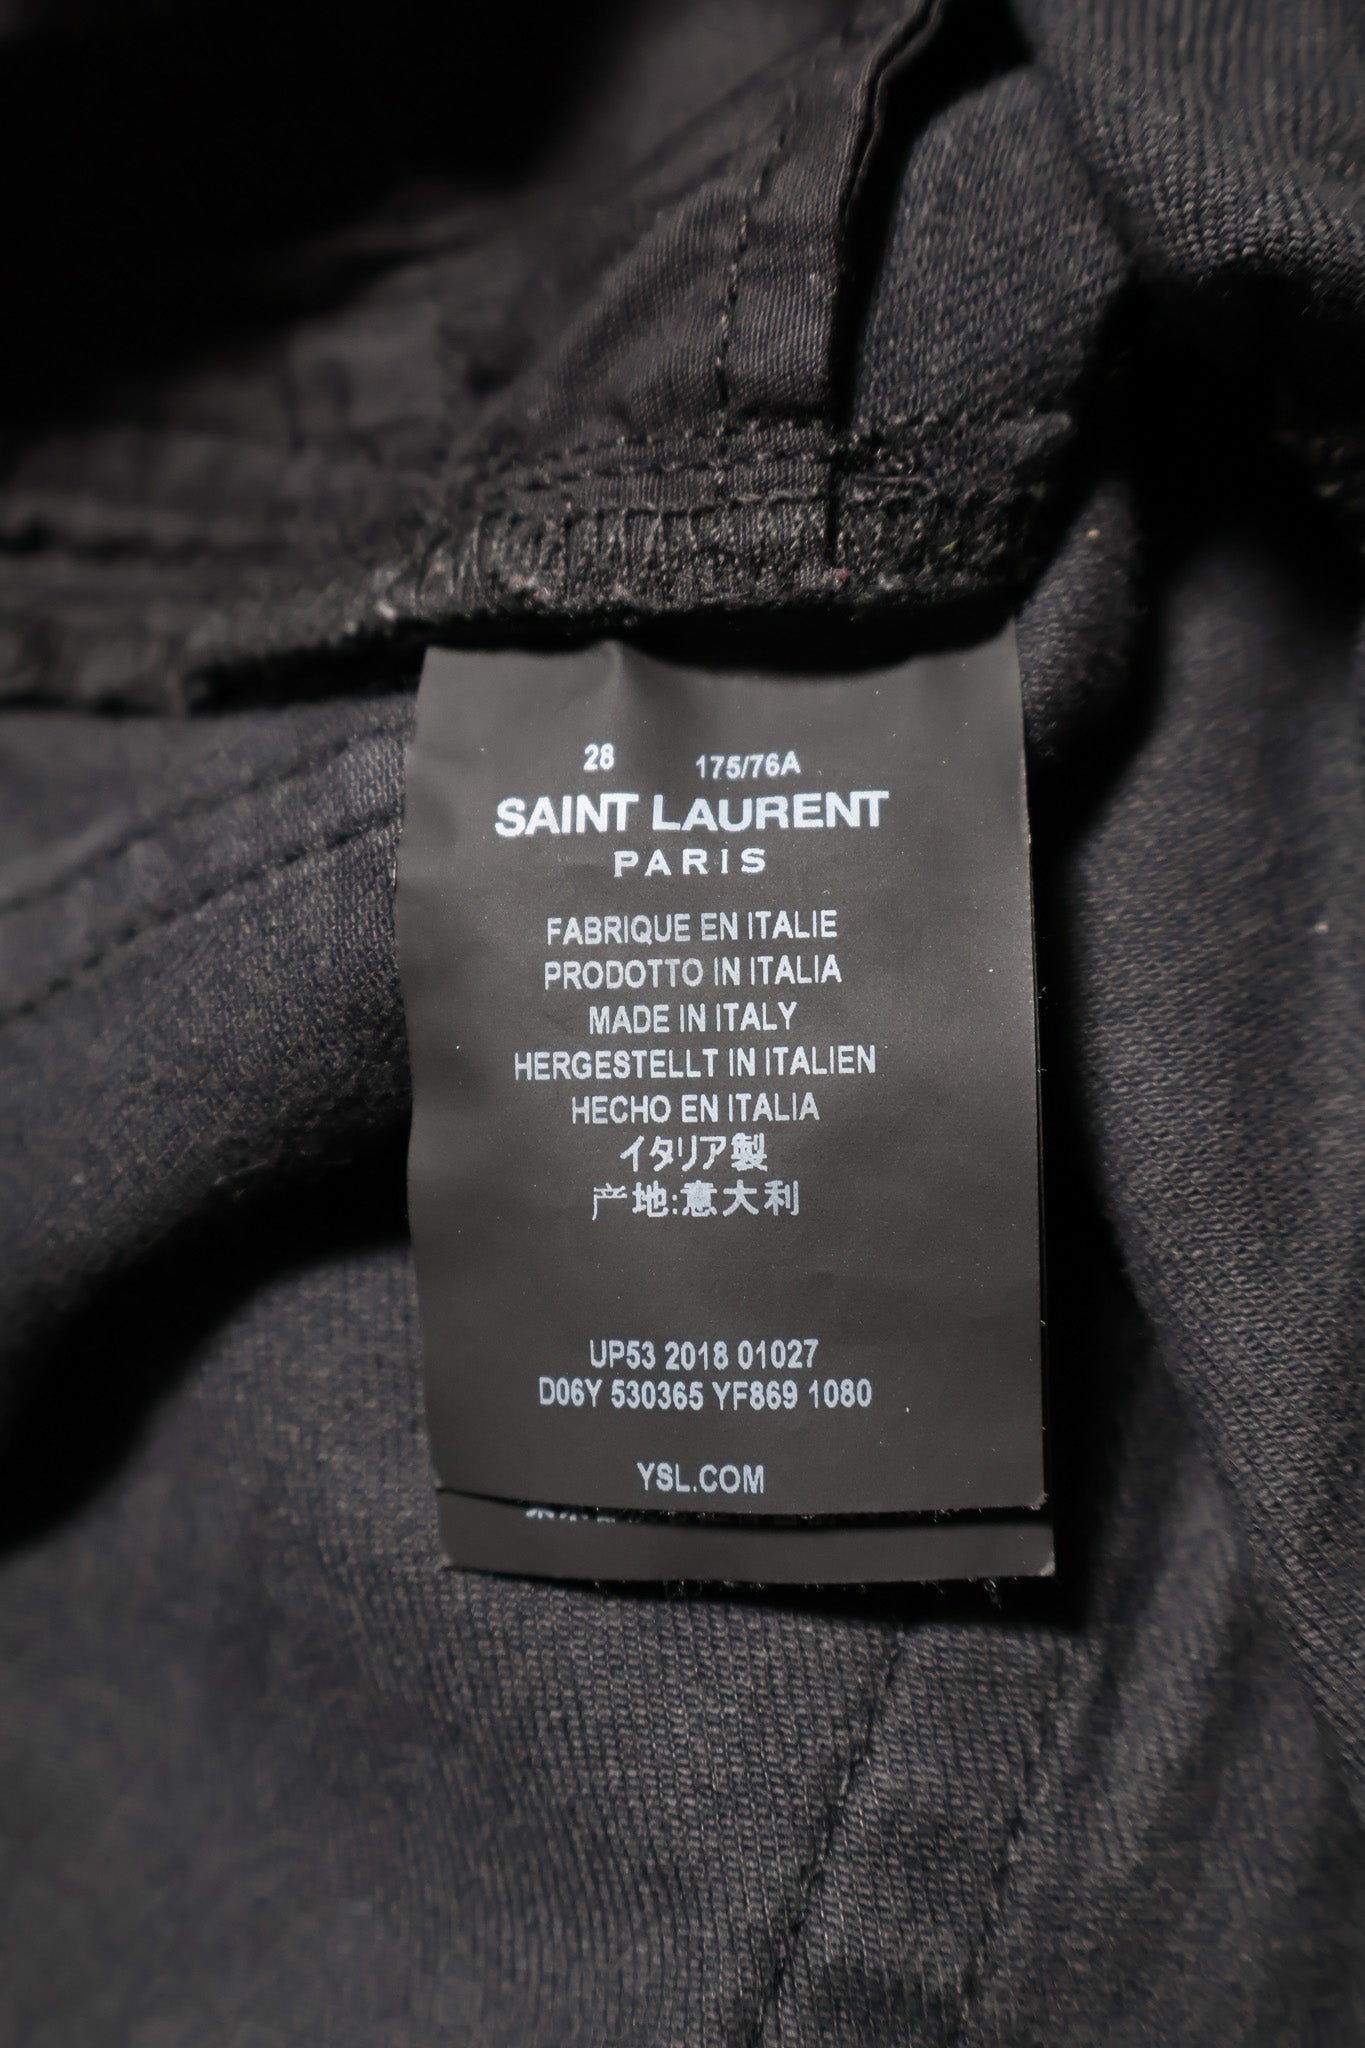 28 175/76A
SAINT LAURENT
PARIS
FABRIQUE EN ITALIE
PRODOTTO IN ITALIA
MADE IN ITALY
HERGESTELLT IN ITALIEN
HECHO EN ITALIA
イタリア製
产地:意大利
UP53 2018 01027
D06Y 530365 YF869 1080
YSL.COM